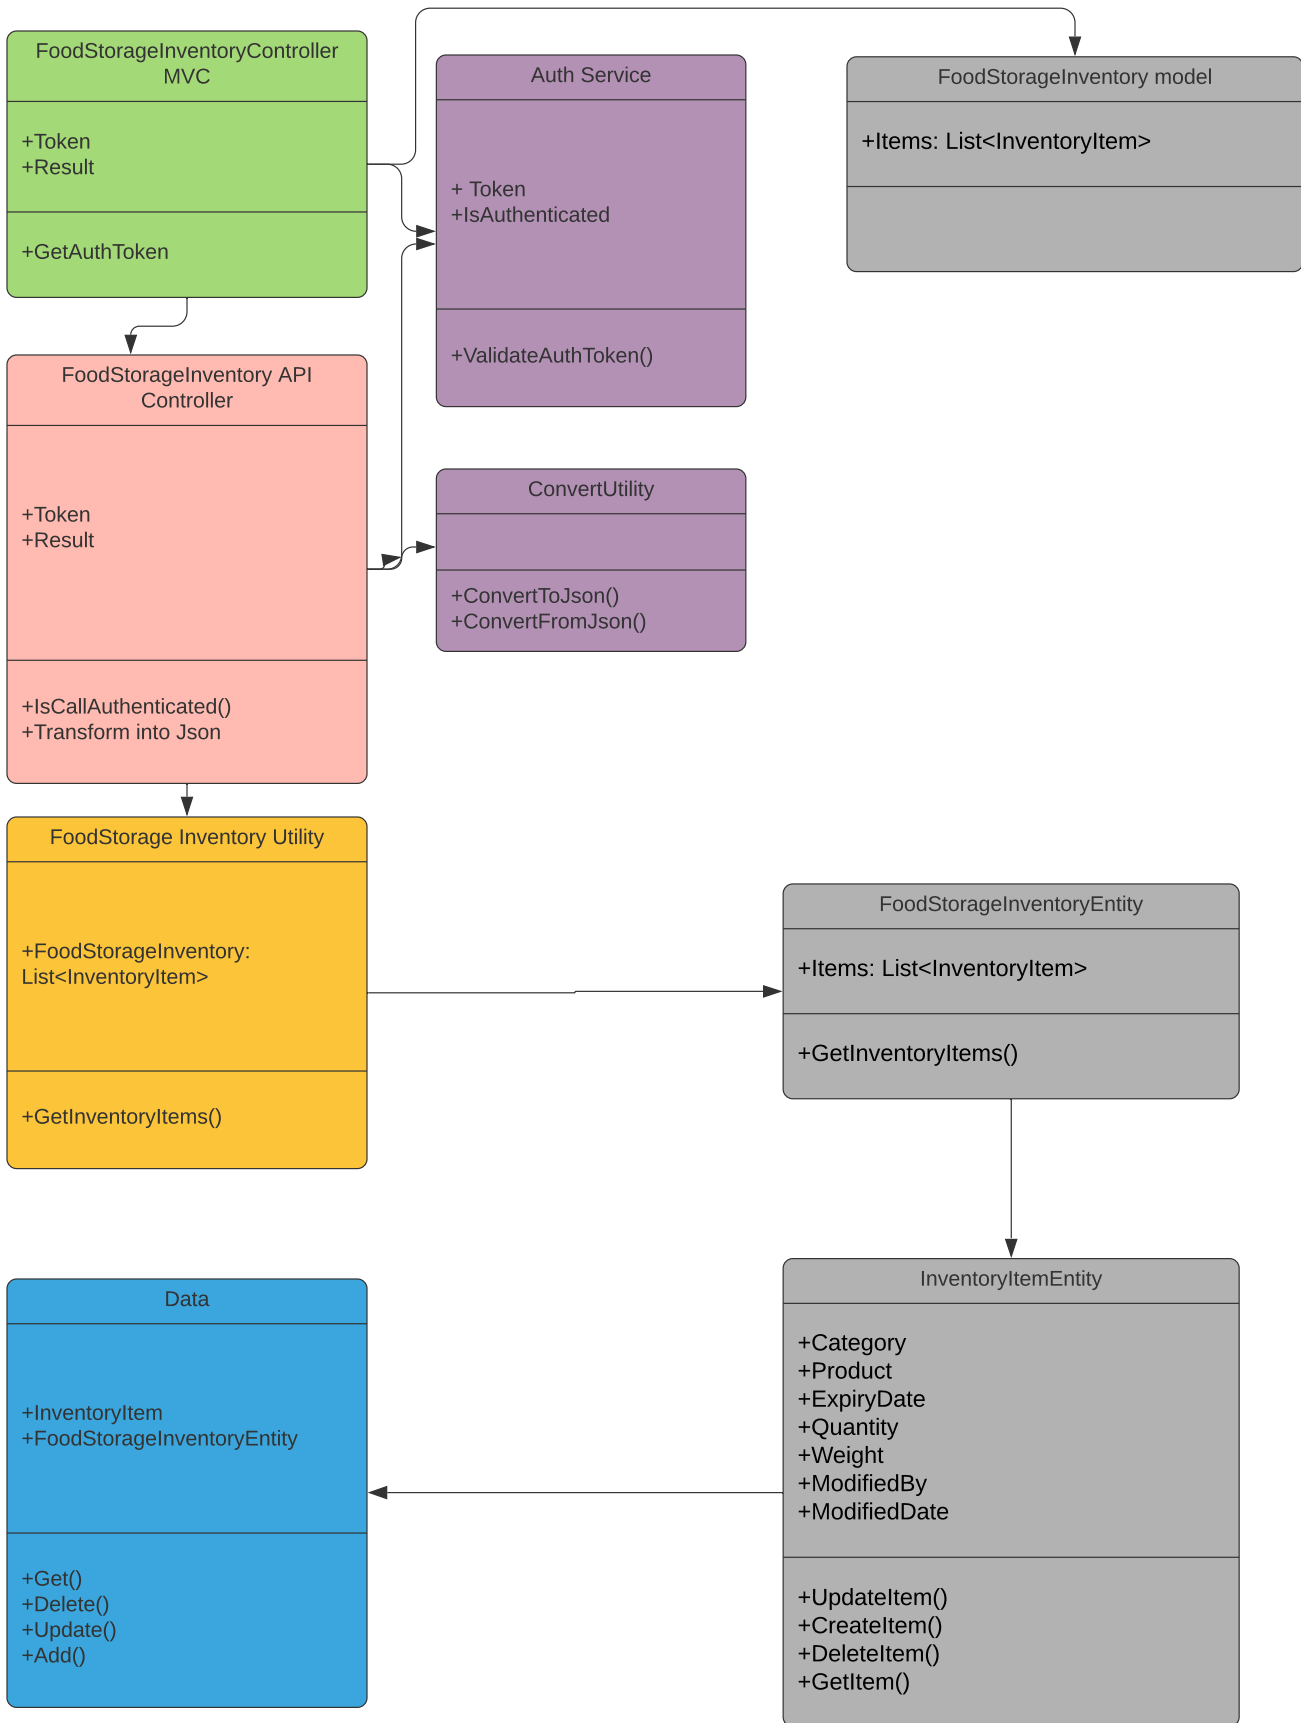 FoodStorageInventoryController
MVC
+Token
+Result
+GetAuthToken
Auth Service
+ Token
+IsAuthenticated
+ValidateAuthToken()
FoodStorageInventory model
+Items: List<InventoryItem>
FoodStorageInventory API
Controller
+Token
+Result
+IsCallAuthenticated()
+Transform into Json
ConvertUtility
+ConvertToJson()
+ConvertFromJson()
FoodStorage Inventory Utility
+FoodStorageInventory:
List<InventoryItem>
+GetInventoryItems()
FoodStorageInventoryEntity
+Items: List<InventoryItem>
+GetInventoryItems()
Data
+InventoryItem
+FoodStorageInventoryEntity
+Get()
+Delete()
+Update()
+Add()
InventoryItemEntity
+Category
+Product
+ExpiryDate
+Quantity
+Weight
+ModifiedBy
+ModifiedDate
+UpdateItem()
+CreateItem()
+DeleteItem()
+GetItem()